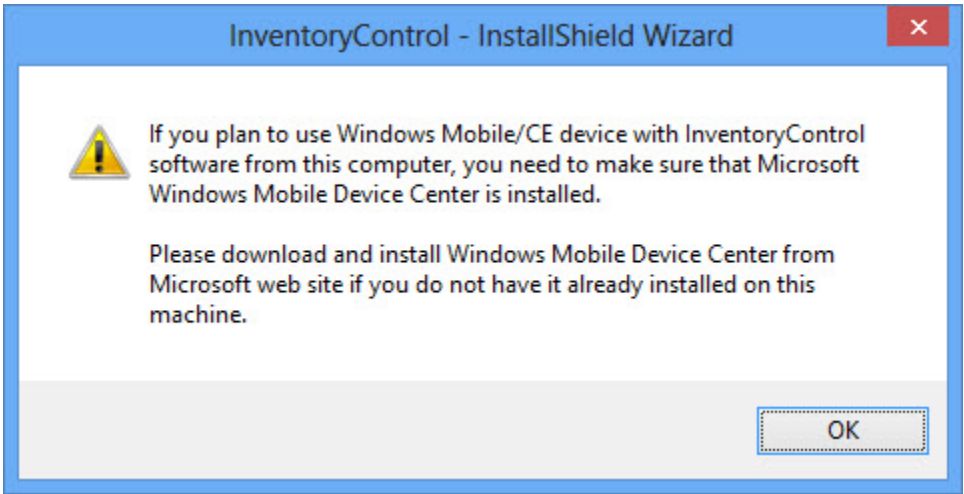 InventoryControl - InstallShield Wizard
If you plan to use Windows Mobile/CE device with InventoryControl
software from this computer, you need to make sure that Microsoft
Windows Mobile Device Center is installed.
Please download and install Windows Mobile Device Center from
Microsoft web site if you do not have it already installed on this
machine.
OK